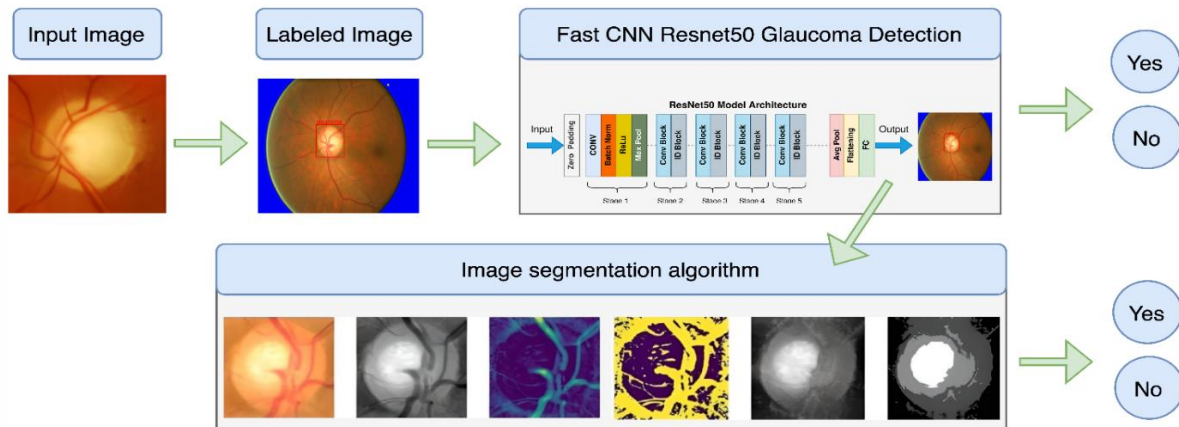 Input Image
Labeled Image
Fast CNN Resnet50 Glaucoma Detection
Yes
No
ResNet50 Model Architecture
Input
Zero Padding
CONV
Batch Norm
ReLu
Max Pool
Conv Block
ID Block
Conv Block
ID Block
Conv Block
ID Block
Conv Block
ID Block
Avg Pool
Flattening
FC
Output
Stage 1
Stage 2
Stage 3
Stage 4
Stage 5
Image segmentation algorithm
Yes
No